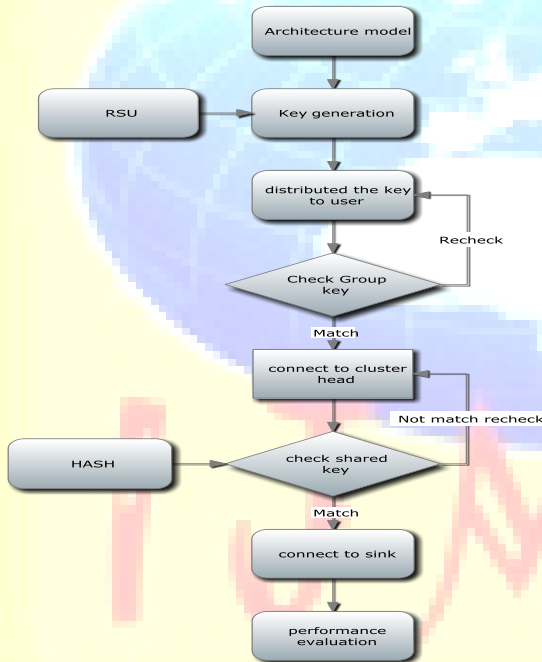 Architecture model
RSU
Key generation
distributed the key
to user
Recheck
Check Group
key
Match
connect to cluster
head
Not match recheck
HASH
check shared
key
Match
connect to sink
performance
evaluation